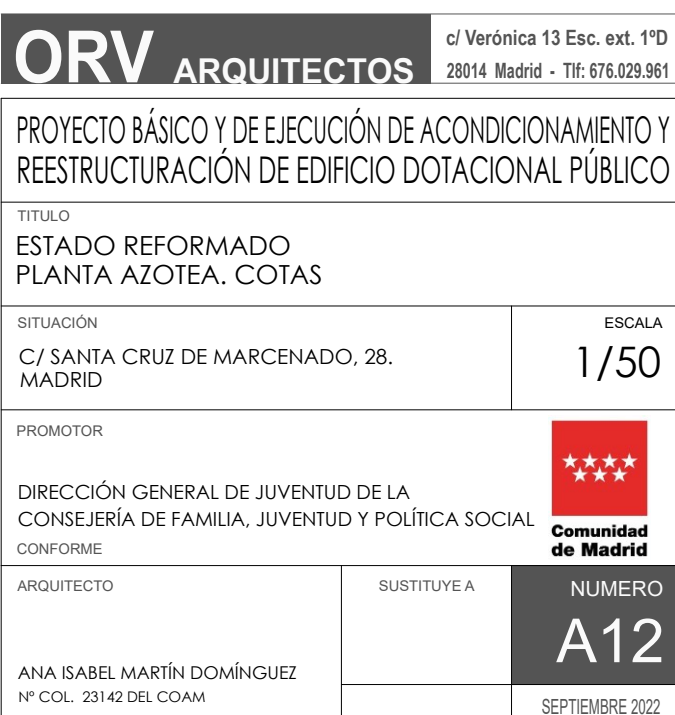 ORV ARQUITECTOS
c/ Verónica 13 Esc. ext. 1ºD
28014 Madrid - Tlf: 676.029.961
PROYECTO BÁSICO Y DE EJECUCIÓN DE ACONDICIONAMIENTO Y
REESTRUCTURACIÓN DE EDIFICIO DOTACIONAL PÚBLICO
TITULO
ESTADO REFORMADO
PLANTA AZOTEA. COTAS
SITUACIÓN
C/ SANTA CRUZ DE MARCENADO, 28.
MADRID
ESCALA
1/50
PROMOTOR
DIRECCIÓN GENERAL DE JUVENTUD DE LA
CONSEJERÍA DE FAMILIA, JUVENTUD Y POLÍTICA SOCIAL
Comunidad
de Madrid
CONFORME
ARQUITECTO
ANA ISABEL MARTÍN DOMÍNGUEZ
Nº COL. 23142 DEL COAM
SUSTITUYE A
NUMERO
A12
SEPTIEMBRE 2022